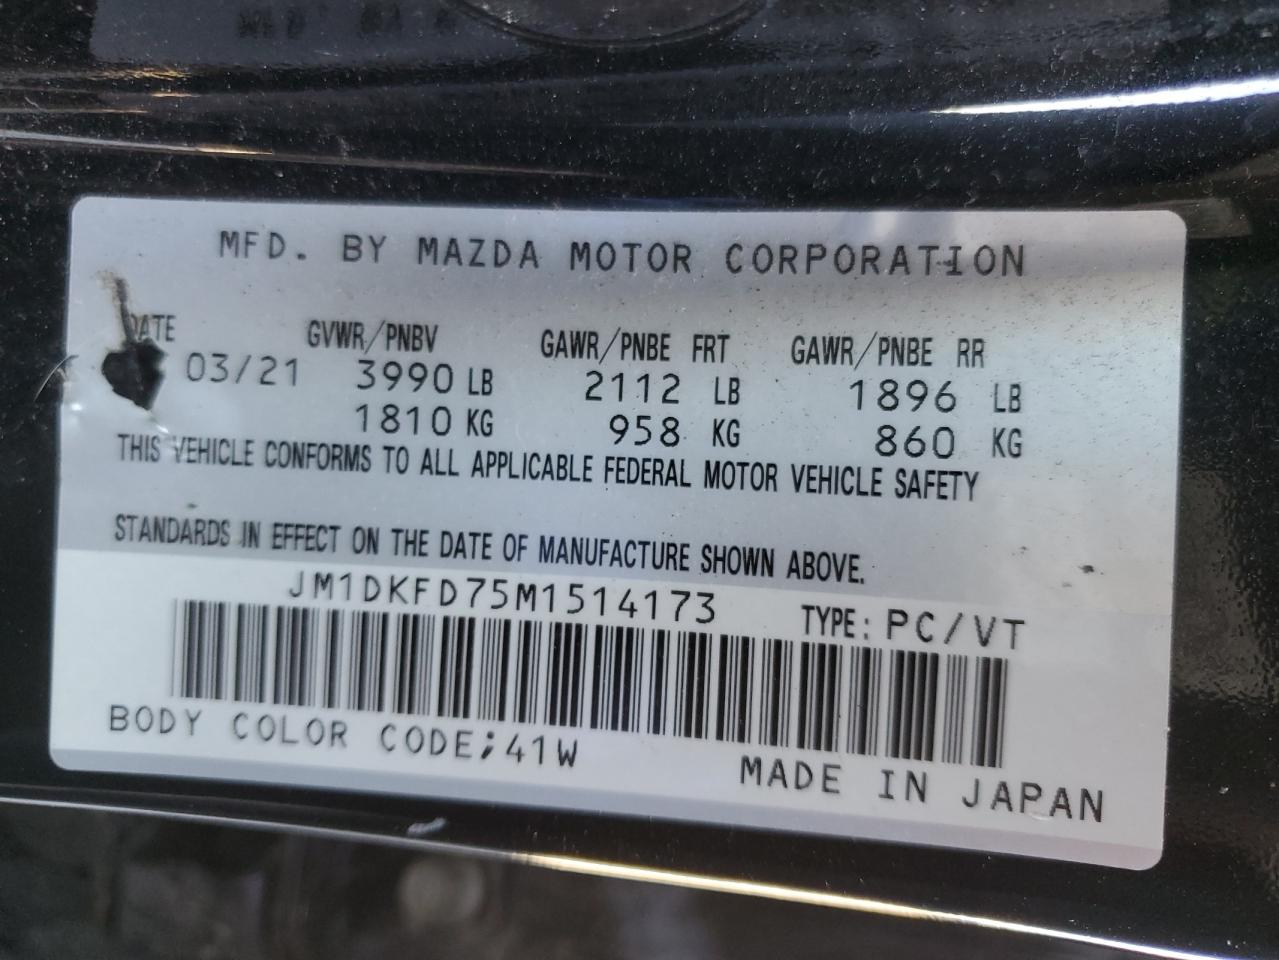 MFD. BY MAZDA MOTOR CORPORATION
DATE GVWR/PNBV GAWR/PNBE FRT GAWR/PNBE RR
03/21 3990 LB 2112 LB 1896 LB
1810 KG 958 KG 860 KG
THIS VEHICLE CONFORMS TO ALL APPLICABLE FEDERAL MOTOR VEHICLE SAFETY
STANDARDS IN EFFECT ON THE DATE OF MANUFACTURE SHOWN ABOVE.
JM1DKFD75M1514173 TYPE: PC/VT
BODY COLOR CODE;41W
MADE IN JAPAN